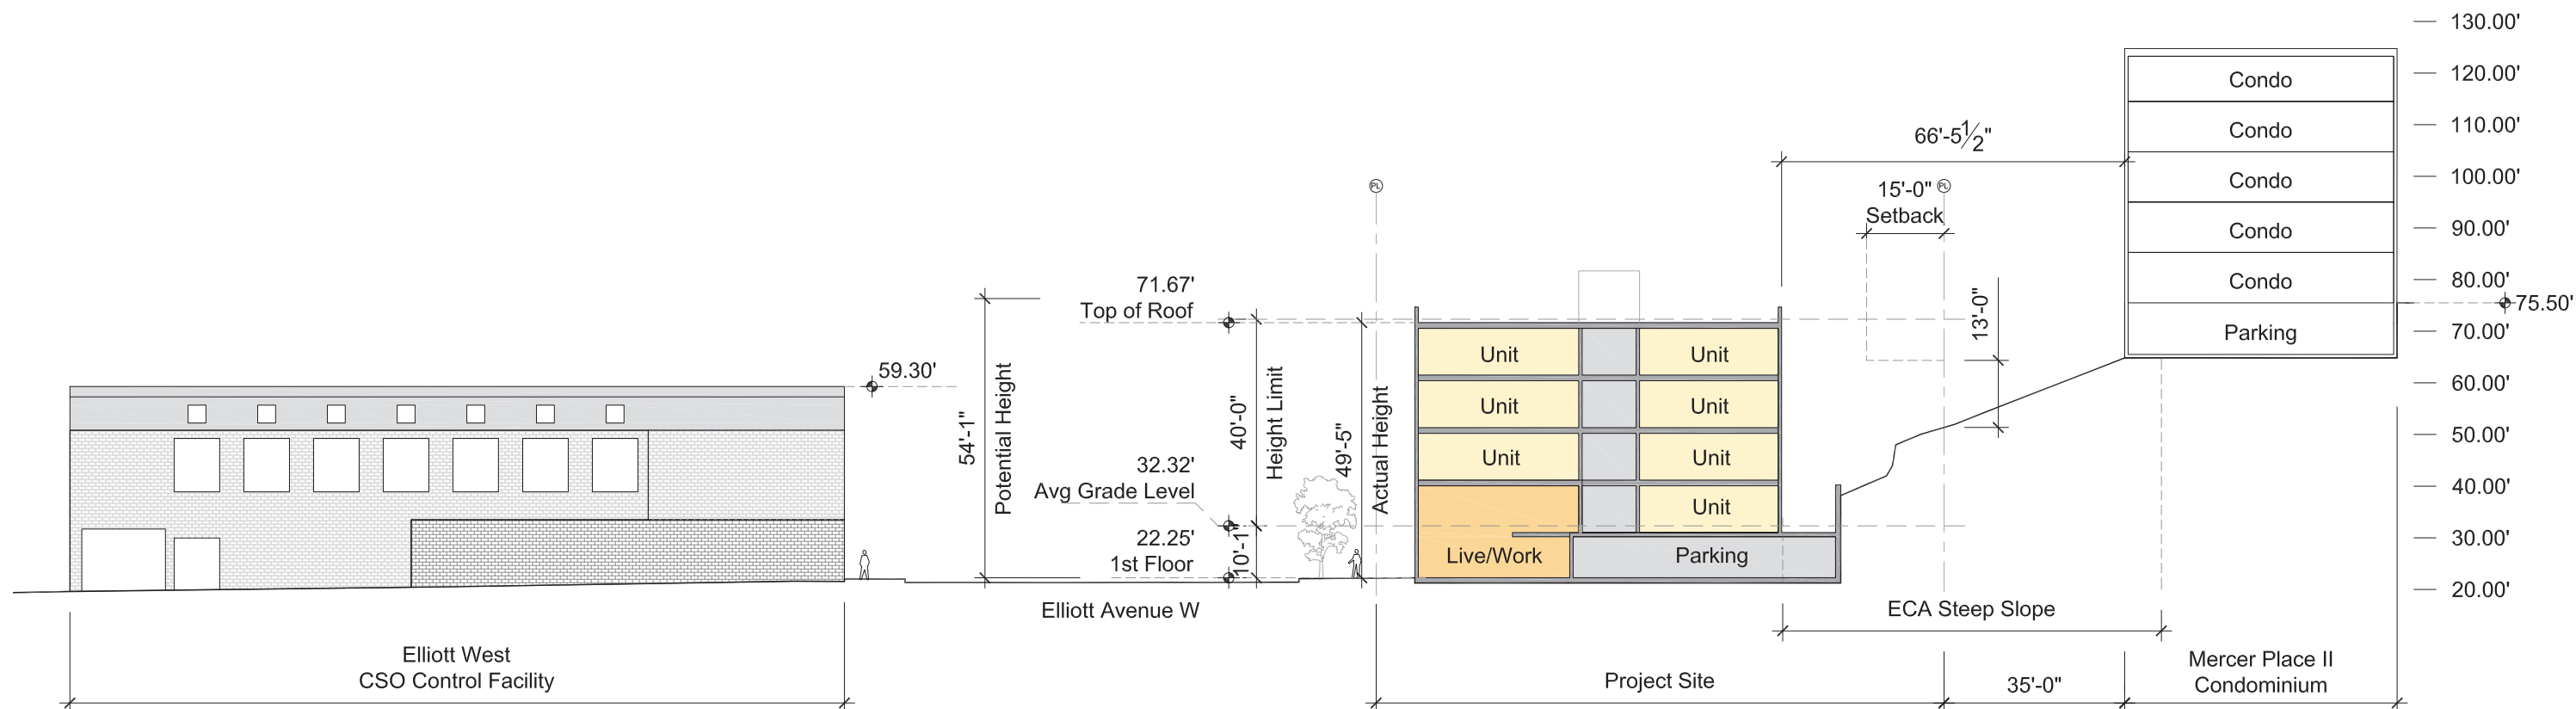 130.00'
120.00'
110.00'
100.00'
90.00'
80.00'
75.50'
70.00'
60.00'
50.00'
40.00'
30.00'
20.00'
Condo
Condo
Condo
Condo
Condo
Parking
66'-5 1/2"
PL
15'-0"
PL
Setback
13'-0"
71.67'
Top of Roof
59.30'
54'-1"
Potential Height
40'-0"
Height Limit
49'-5"
Actual Height
32.32'
Avg Grade Level
22.25'
1st Floor
10'-1"
Unit
Unit
Unit
Unit
Unit
Unit
Unit
Live/Work
Parking
Elliott Avenue W
ECA Steep Slope
Elliott West
CSO Control Facility
Project Site
35'-0"
Mercer Place II
Condominium